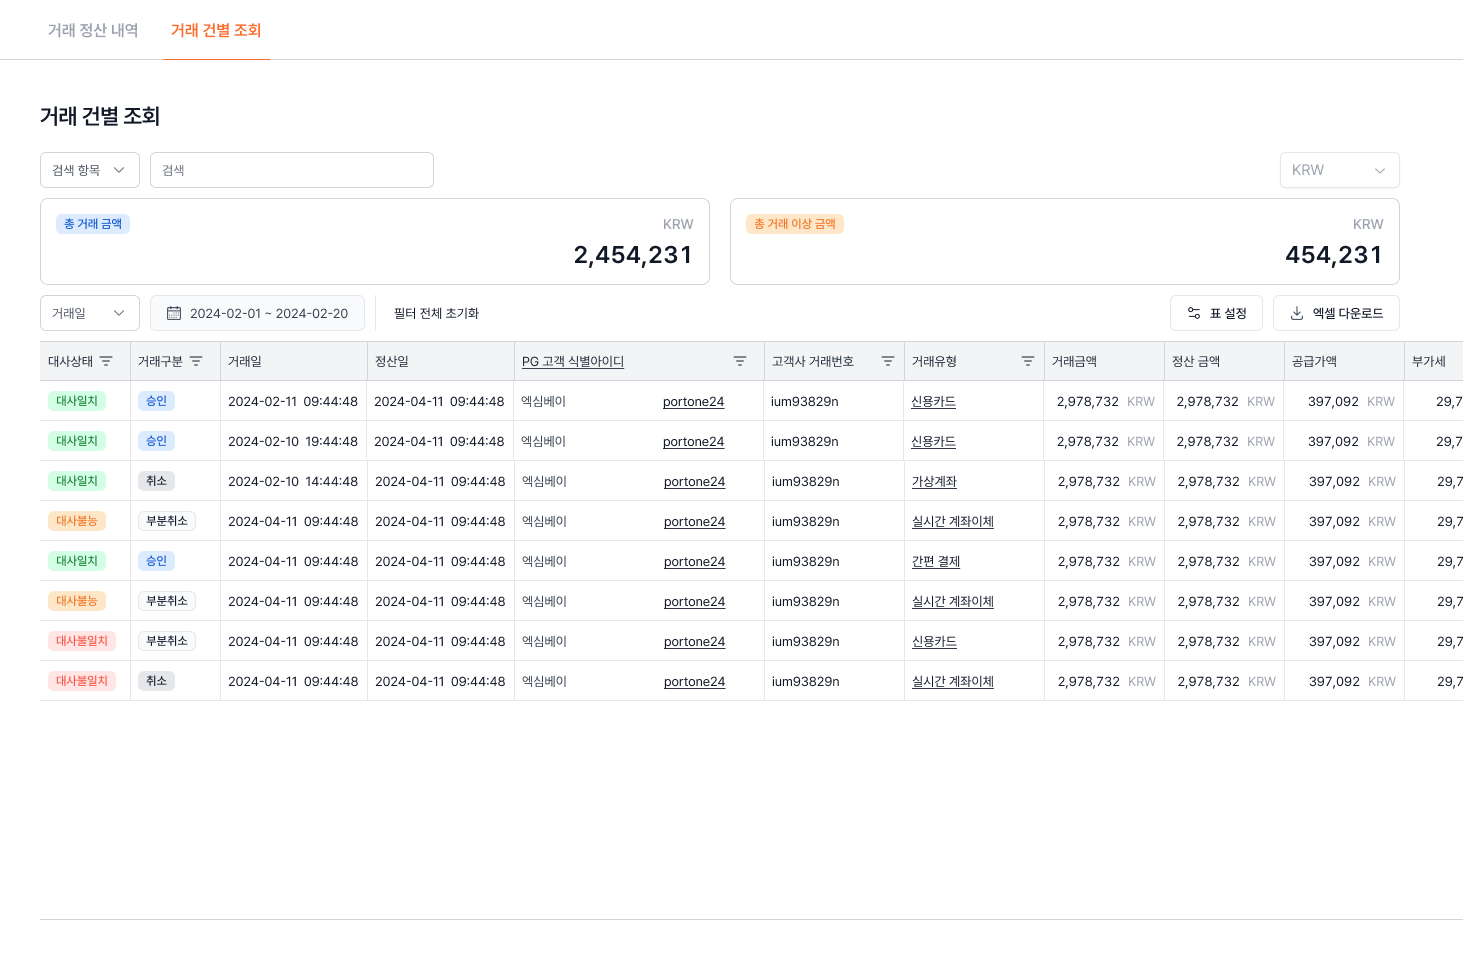 거래 정산 내역 거래 건별 조회
거래 건별 조회
검색 항목 검색 KRW
총 거래 금액 KRW 총 거래 이상 금액 KRW
2,454,231 454,231
거래일 2024-02-01 ~ 2024-02-20 필터 전체 초기화 표 설정 엑셀 다운로드
대사상태 거래구분 거래일 정산일 PG 고객 식별아이디 고객사 거래번호 거래유형 거래금액 정산 금액 공급가액 부가세
대사일치 승인 2024-02-11 09:44:48 2024-04-11 09:44:48 엑심베이 portone24 ium93829n 신용카드 2,978,732 KRW 2,978,732 KRW 397,092 KRW 29,7
대사일치 승인 2024-02-10 19:44:48 2024-04-11 09:44:48 엑심베이 portone24 ium93829n 신용카드 2,978,732 KRW 2,978,732 KRW 397,092 KRW 29,7
대사일치 취소 2024-02-10 14:44:48 2024-04-11 09:44:48 엑심베이 portone24 ium93829n 가상계좌 2,978,732 KRW 2,978,732 KRW 397,092 KRW 29,7
대사불능 부분취소 2024-04-11 09:44:48 2024-04-11 09:44:48 엑심베이 portone24 ium93829n 실시간 계좌이체 2,978,732 KRW 2,978,732 KRW 397,092 KRW 29,7
대사일치 승인 2024-04-11 09:44:48 2024-04-11 09:44:48 엑심베이 portone24 ium93829n 간편 결제 2,978,732 KRW 2,978,732 KRW 397,092 KRW 29,7
대사불능 부분취소 2024-04-11 09:44:48 2024-04-11 09:44:48 엑심베이 portone24 ium93829n 실시간 계좌이체 2,978,732 KRW 2,978,732 KRW 397,092 KRW 29,7
대사불일치 부분취소 2024-04-11 09:44:48 2024-04-11 09:44:48 엑심베이 portone24 ium93829n 신용카드 2,978,732 KRW 2,978,732 KRW 397,092 KRW 29,7
대사불일치 취소 2024-04-11 09:44:48 2024-04-11 09:44:48 엑심베이 portone24 ium93829n 실시간 계좌이체 2,978,732 KRW 2,978,732 KRW 397,092 KRW 29,7